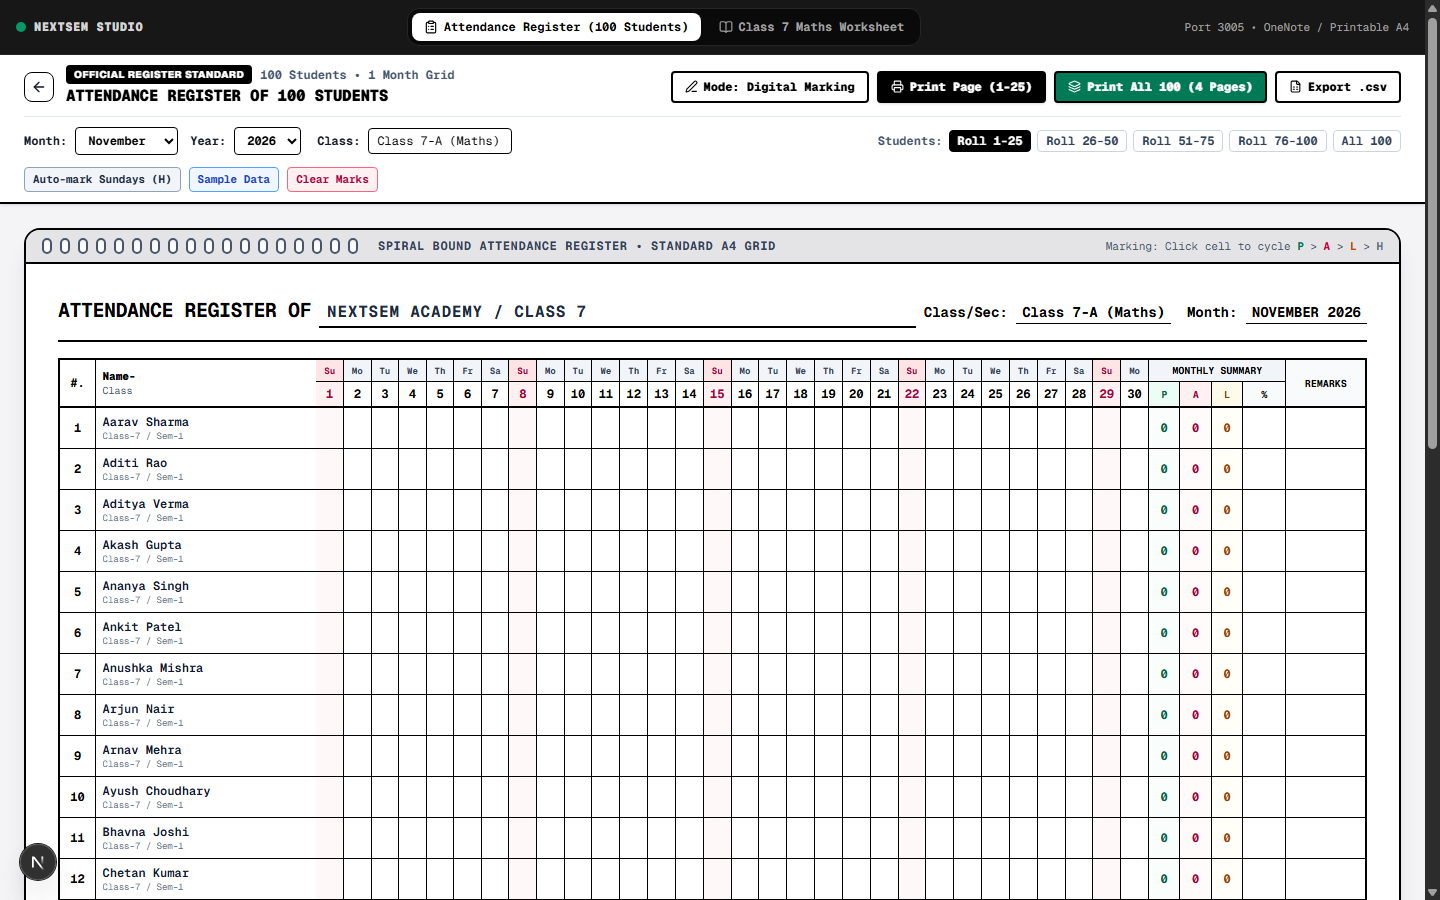 NEXTSEM STUDIO
Attendance Register (100 Students)
Class 7 Maths Worksheet
Port 3005 • OneNote / Printable A4
OFFICIAL REGISTER STANDARD
100 Students • 1 Month Grid
ATTENDANCE REGISTER OF 100 STUDENTS
Mode: Digital Marking
Print Page (1-25)
Print All 100 (4 Pages)
Export .csv
Month: November Year: 2026 Class: Class 7-A (Maths)
Students: Roll 1-25 Roll 26-50 Roll 51-75 Roll 76-100 All 100
Auto-mark Sundays (H) Sample Data Clear Marks
SPIRAL BOUND ATTENDANCE REGISTER • STANDARD A4 GRID
Marking: Click cell to cycle P > A > L > H
ATTENDANCE REGISTER OF NEXTSEM ACADEMY / CLASS 7
Class/Sec: Class 7-A (Maths) Month: NOVEMBER 2026
#. Name- Su Mo Tu We Th Fr Sa Su Mo Tu We Th Fr Sa Su Mo Tu We Th Fr Sa Su Mo Tu We Th Fr Sa Su Mo MONTHLY SUMMARY REMARKS
Class 1 2 3 4 5 6 7 8 9 10 11 12 13 14 15 16 17 18 19 20 21 22 23 24 25 26 27 28 29 30 P A L %
1 Aarav Sharma 0 0 0
Class-7 / Sem-1
2 Aditi Rao 0 0 0
Class-7 / Sem-1
3 Aditya Verma 0 0 0
Class-7 / Sem-1
4 Akash Gupta 0 0 0
Class-7 / Sem-1
5 Ananya Singh 0 0 0
Class-7 / Sem-1
6 Ankit Patel 0 0 0
Class-7 / Sem-1
7 Anushka Mishra 0 0 0
Class-7 / Sem-1
8 Arjun Nair 0 0 0
Class-7 / Sem-1
9 Arnav Mehra 0 0 0
Class-7 / Sem-1
10 Ayush Choudhary 0 0 0
Class-7 / Sem-1
11 Bhavna Joshi 0 0 0
Class-7 / Sem-1
12 Chetan Kumar 0 0 0
Class-7 / Sem-1
N